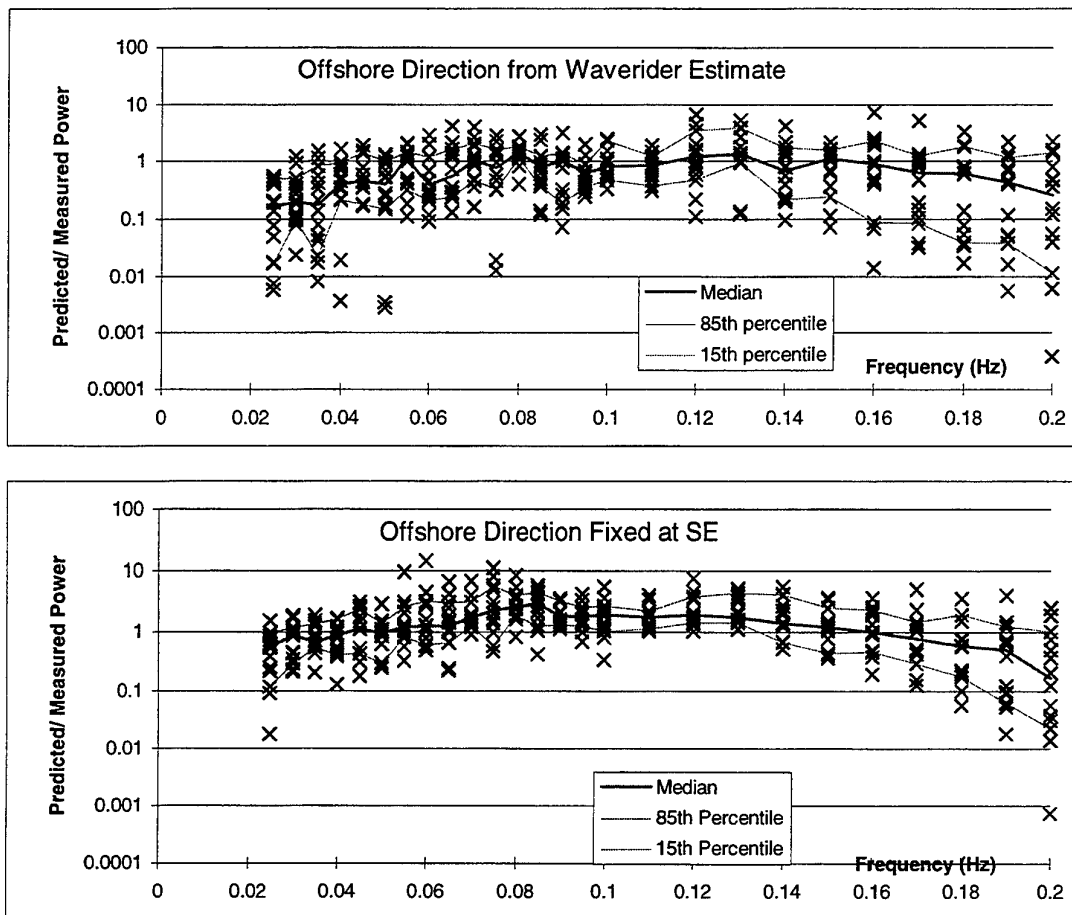 Offshore Direction from Waverider Estimate
Predicted/ Measured Power
100
10
1
0.1
0.01
0.001
0.0001
Median
85th percentile
15th percentile
Frequency (Hz)
0 0.02 0.04 0.06 0.08 0.1 0.12 0.14 0.16 0.18 0.2
Offshore Direction Fixed at SE
Predicted/ Measured Power
100
10
1
0.1
0.01
0.001
0.0001
Median
85th Percentile
15th Percentile
Frequency (Hz)
0 0.02 0.04 0.06 0.08 0.1 0.12 0.14 0.16 0.18 0.2